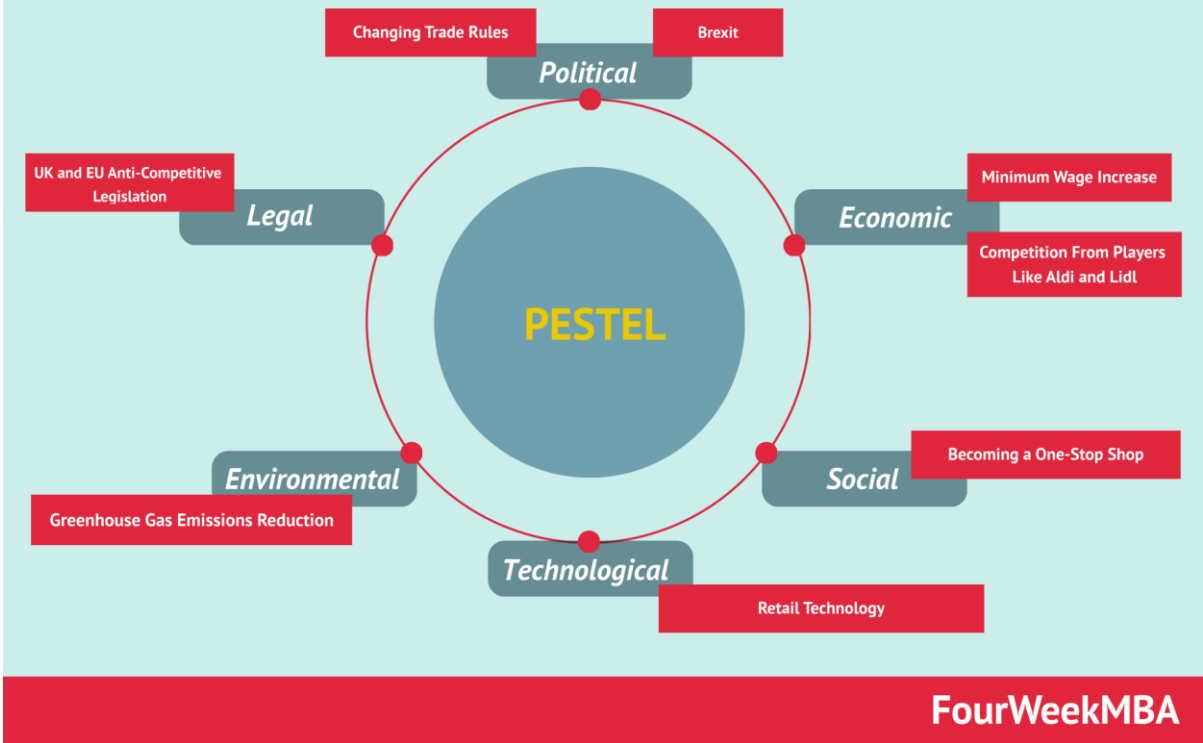 Changing Trade Rules
Brexit
Political
UK and EU Anti-Competitive
Legislation
Legal
Minimum Wage Increase
Economic
Competition From Players
Like Aldi and Lidl
PESTEL
Becoming a One-Stop Shop
Social
Environmental
Greenhouse Gas Emissions Reduction
Technological
Retail Technology
FourWeekMBA